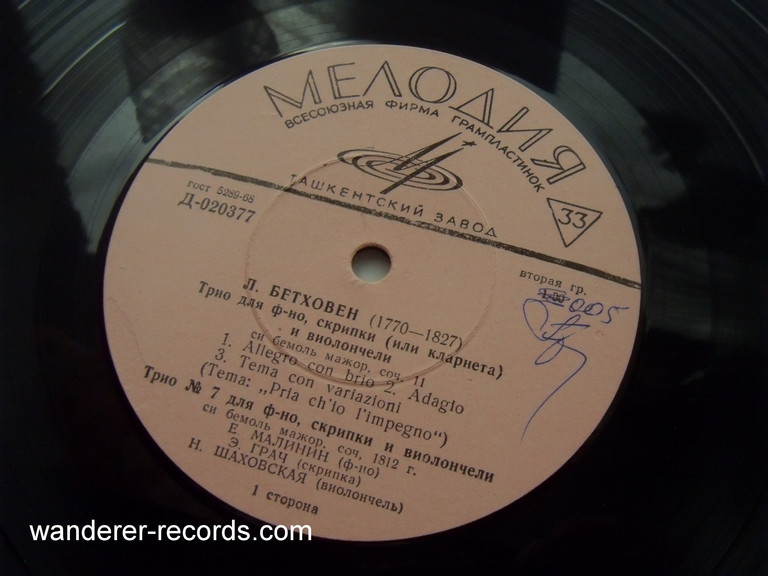 МЕЛОДИЯ
ВСЕСОЮЗНАЯ ФИРМА ГРАМПЛАСТИНОК
ТАШКЕНТСКИЙ ЗАВОД
33
ГОСТ 5289-68
Д-020377
вторая гр.
1-00 005
Л. БЕТХОВЕН (1770—1827)
Трио для ф-но, скрипки (или кларнета)
и виолончели
си бемоль мажор, соч. 11
1. Allegro con brio 2. Adagio
3. Tema con variazioni
(Tema: „Pria ch'io l'impegno“)
Трио № 7 для ф-но, скрипки и виолончели
си бемоль мажор, соч. 1812 г.
Е. МАЛИНИН (ф-но)
Э. ГРАЧ (скрипка)
Н. ШАХОВСКАЯ (виолончель)
1 сторона
wanderer-records.com